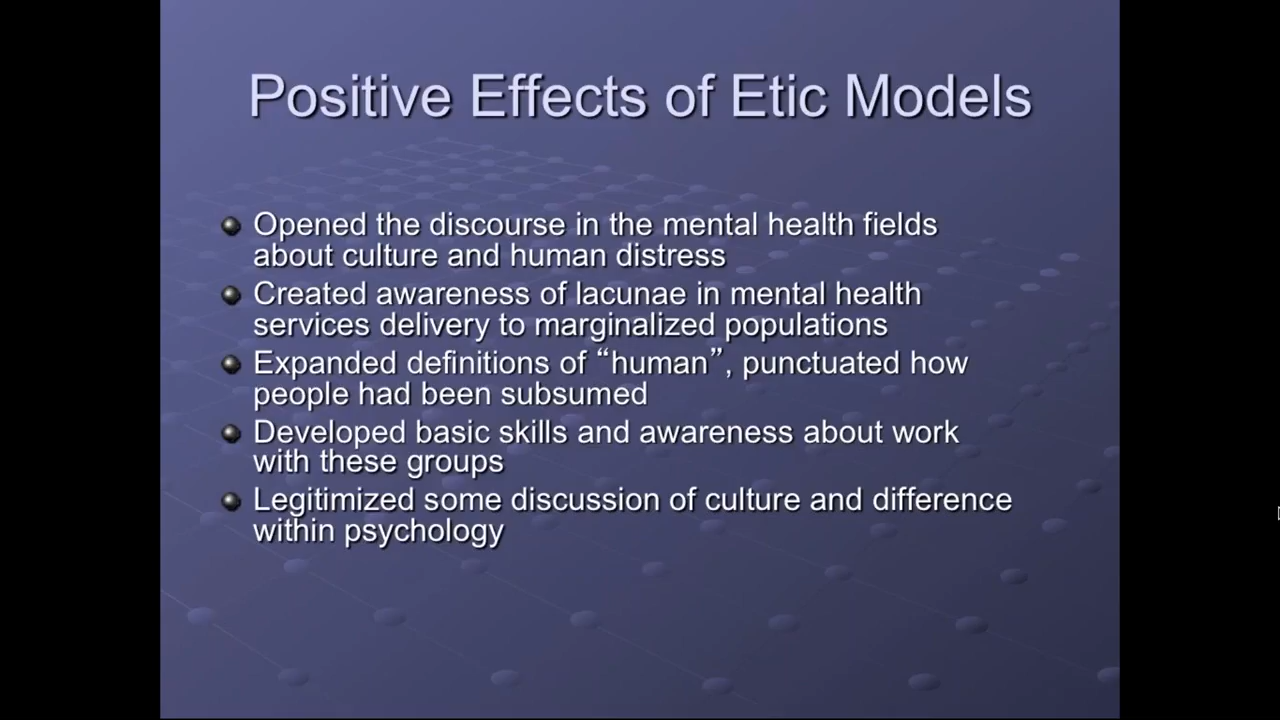 Positive Effects of Etic Models
Opened the discourse in the mental health fields
about culture and human distress
Created awareness of lacunae in mental health
services delivery to marginalized populations
Expanded definitions of “human”, punctuated how
people had been subsumed
Developed basic skills and awareness about work
with these groups
Legitimized some discussion of culture and difference
within psychology